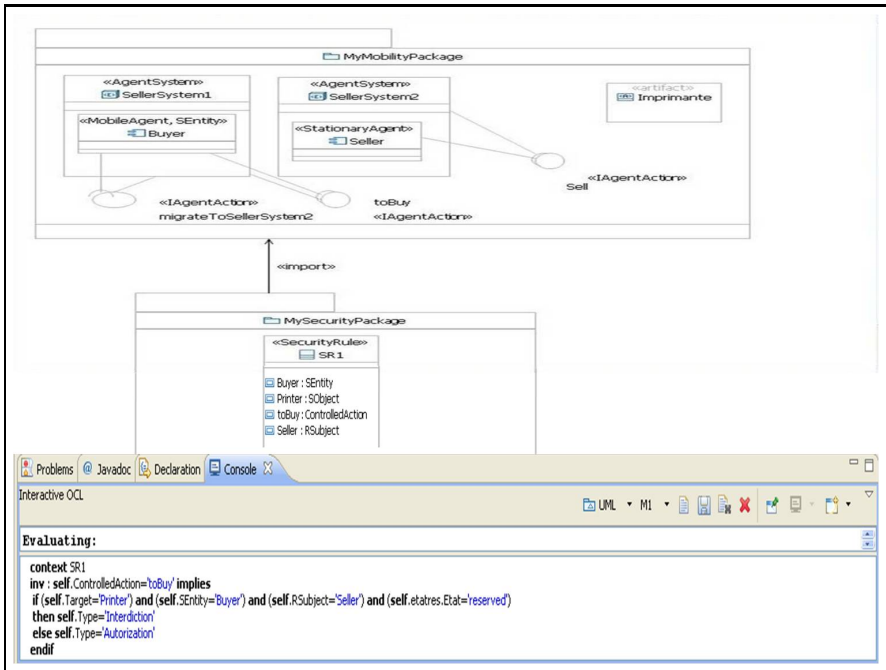 MyMobilityPackage
«AgentSystem»
SellerSystem1
«MobileAgent, SEntity»
Buyer
«AgentSystem»
SellerSystem2
«StationaryAgent»
Seller
«artifact»
Imprimante
«IAgentAction»
Sell
«IAgentAction»
migrateToSellerSystem2
toBuy
«IAgentAction»
«import»
MySecurityPackage
«SecurityRule»
SR1
Buyer : SEntity
Printer : SObject
toBuy : ControlledAction
Seller : RSubject
Problems @ Javadoc Declaration Console
Interactive OCL
UML M1
Evaluating:
context SR1
inv : self.ControlledAction='toBuy' implies
if (self.Target='Printer') and (self.SEntity='Buyer') and (self.RSubject='Seller') and (self.etatres.Etat='reserved')
then self.Type='Interdiction'
else self.Type='Autorization'
endif